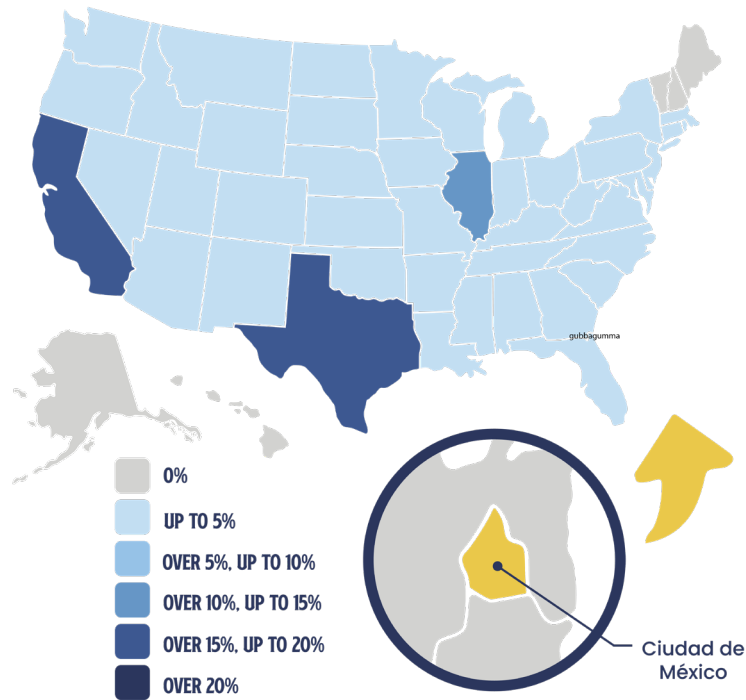 gubbagumma
0%
UP TO 5%
OVER 5%, UP TO 10%
OVER 10%, UP TO 15%
OVER 15%, UP TO 20%
OVER 20%
Ciudad de
México